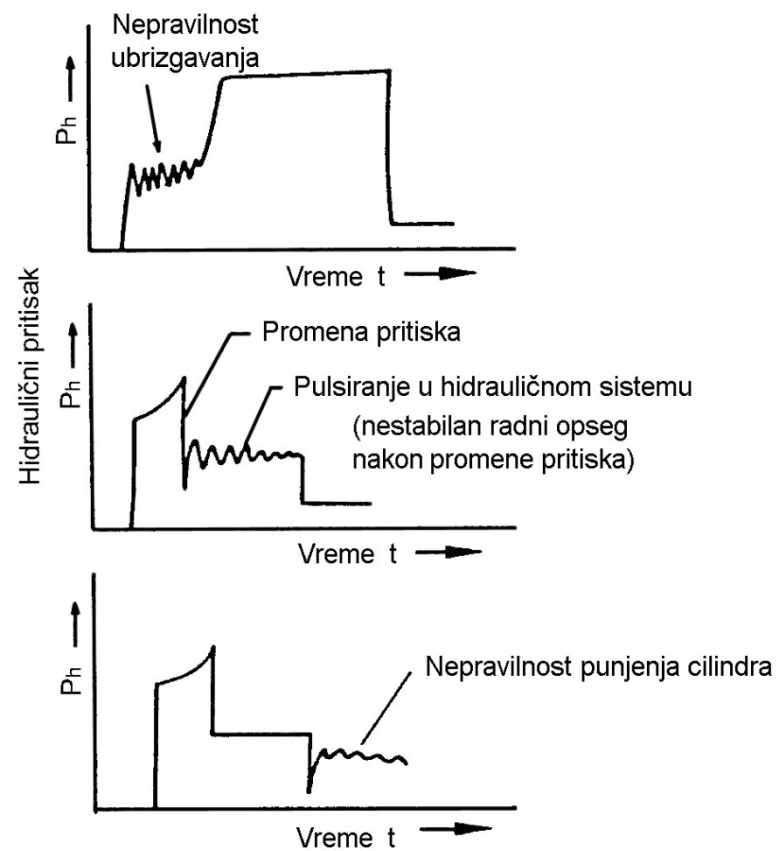 Nepravilnost
ubrizgavanja
Ph
Vreme t
Hidraulični pritisak
Promena pritiska
Pulsiranje u hidrauličnom sistemu
(nestabilan radni opseg
nakon promene pritiska)
Ph
Vreme t
Nepravilnost punjenja cilindra
Ph
Vreme t